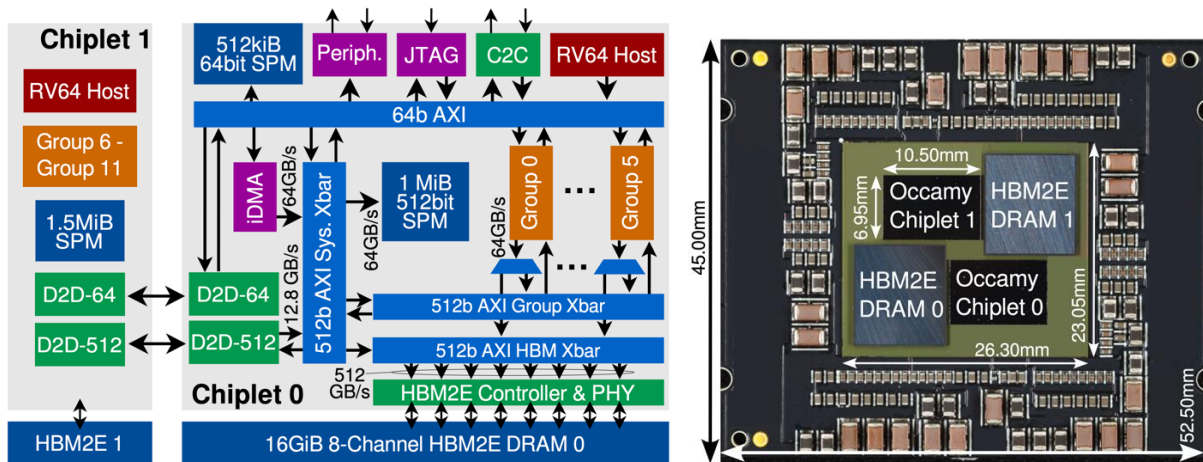 Chiplet 1
RV64 Host
Group 6 -
Group 11
1.5MiB
SPM
D2D-64
D2D-512
HBM2E 1
512kiB
64bit SPM
Periph.
JTAG
C2C
RV64 Host
64b AXI
iDMA
64GB/s
512b AXI Sys. Xbar
1 MiB
512bit
SPM
64GB/s
Group 0
...
Group 5
64GB/s
...
D2D-64
12.8 GB/s
D2D-512
512b AXI Group Xbar
512b AXI HBM Xbar
Chiplet 0
512
GB/s
HBM2E Controller & PHY
16GiB 8-Channel HBM2E DRAM 0
45.00mm
10.50mm
6.95mm
Occamy
Chiplet 1
HBM2E
DRAM 1
HBM2E
DRAM 0
Occamy
Chiplet 0
23.05mm
26.30mm
52.50mm